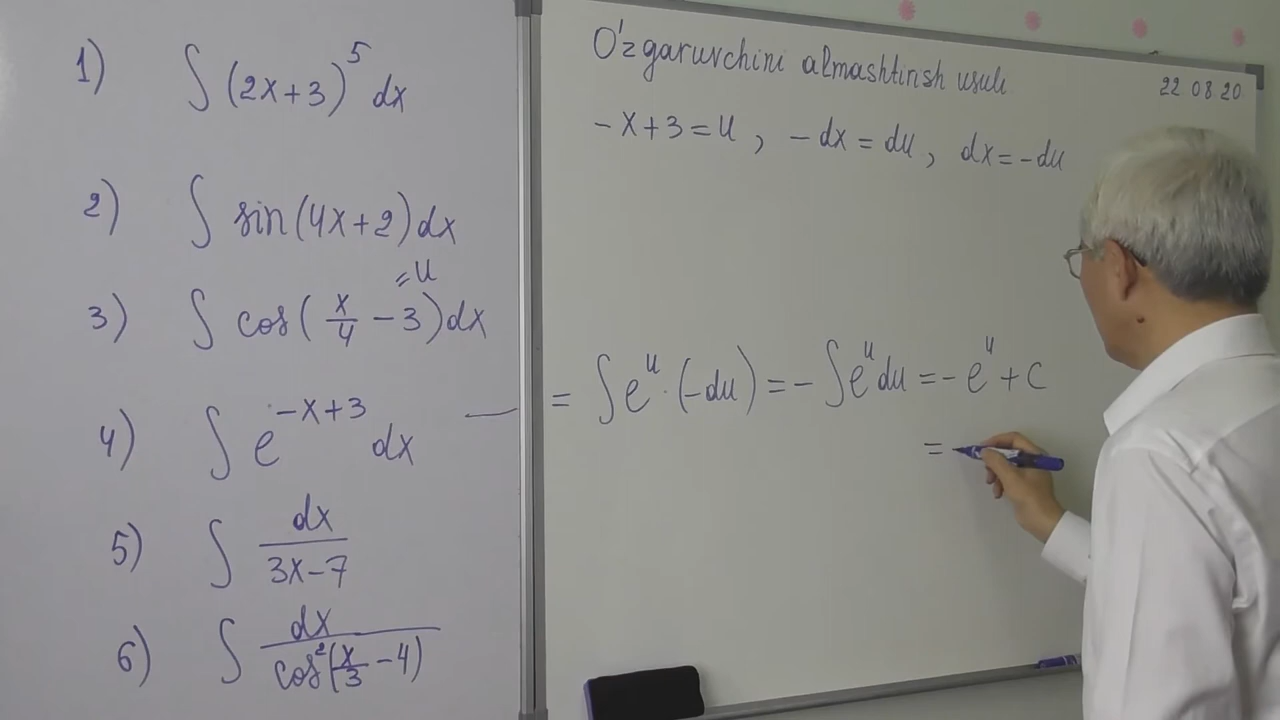 1) ∫ (2x+3)⁵ dx
2) ∫ sin(4x+2)dx
= u
3) ∫ cos(x/4 − 3)dx
4) ∫ e^(−x+3) dx
5) ∫ dx/(3x−7)
6) ∫ dx/(cos²(x/3 − 4))
O'zgaruvchini almashtirish usuli
22 08 20
−x+3=u, −dx=du, dx=−du
= ∫e^u·(−du) = −∫e^u du = −e^u + c
= −